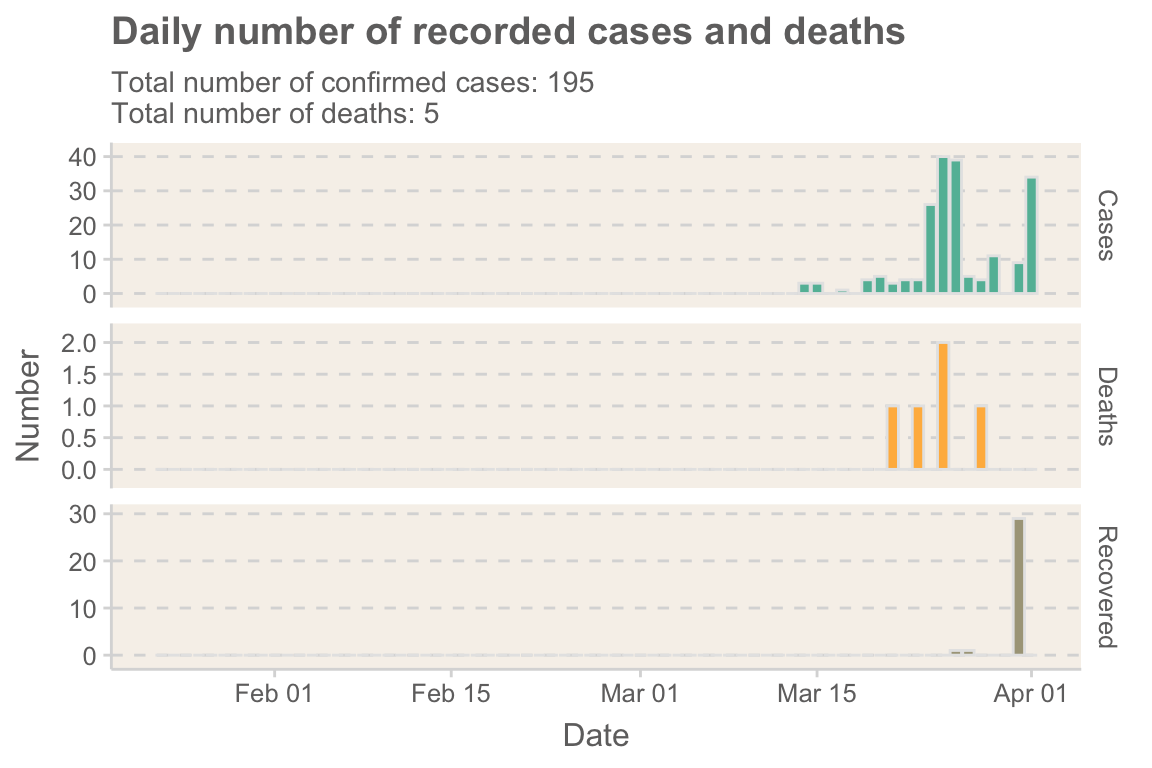 Daily number of recorded cases and deaths
Total number of confirmed cases: 195
Total number of deaths: 5
40
30
20
10
0
Cases
2.0
1.5
1.0
0.5
0.0
Deaths
30
20
10
0
Recovered
Number
Feb 01
Feb 15
Mar 01
Mar 15
Apr 01
Date